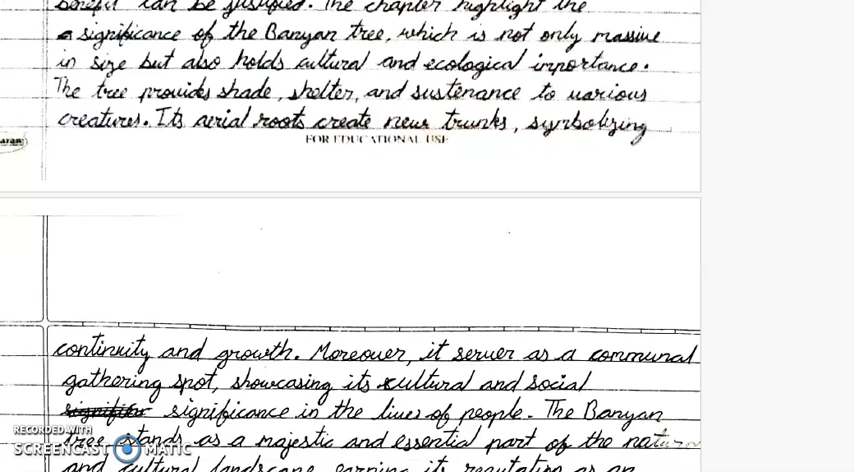 benefit can be justified. The chapter highlight the
a significance of the Banyan tree, which is not only massive
in size but also holds cultural and ecological importance.
The tree provides shade, shelter, and sustenance to various
creatures. Its aerial roots create new trunks, symbolizing
FOR EDUCATIONAL USE
continuity and growth. Moreover, it server as a communal
gathering spot, showcasing its cultural and social
significance in the lives of people. The Banyan
tree stands as a majestic and essential part of the natural
and cultural landscape, earning its reputation as an
RECORDED WITH
SCREENCAST MATIC